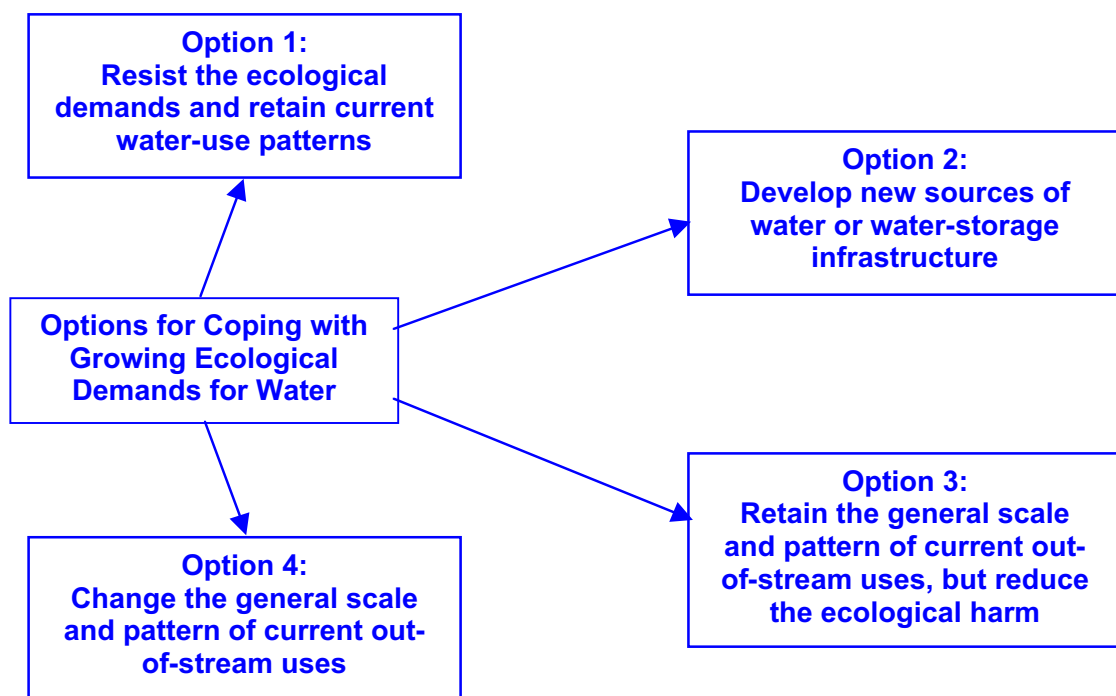 Option 1:
Resist the ecological
demands and retain current
water-use patterns
Option 2:
Develop new sources of
water or water-storage
infrastructure
Options for Coping with
Growing Ecological
Demands for Water
Option 3:
Retain the general scale
and pattern of current out-
of-stream uses, but reduce
the ecological harm
Option 4:
Change the general scale
and pattern of current out-
of-stream uses